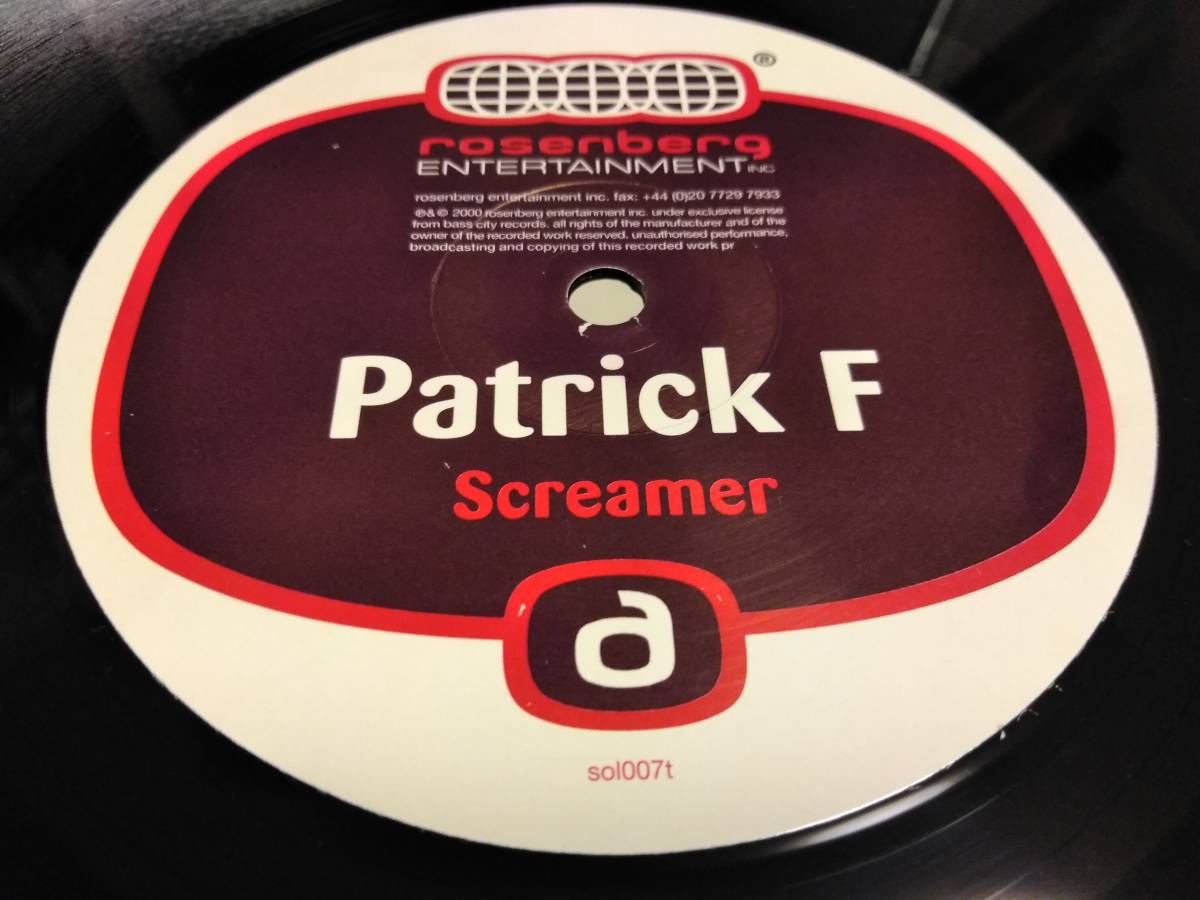 ®
rosenberg
ENTERTAINMENT INC
rosenberg entertainment inc. fax: +44 (0)20 7729 7933
℗& © 2000 rosenberg entertainment inc. under exclusive license
from bass city records. all rights of the manufacturer and of the
owner of the recorded work reserved. unauthorised performance,
broadcasting and copying of this recorded work pr
Patrick F
Screamer
a
sol007t